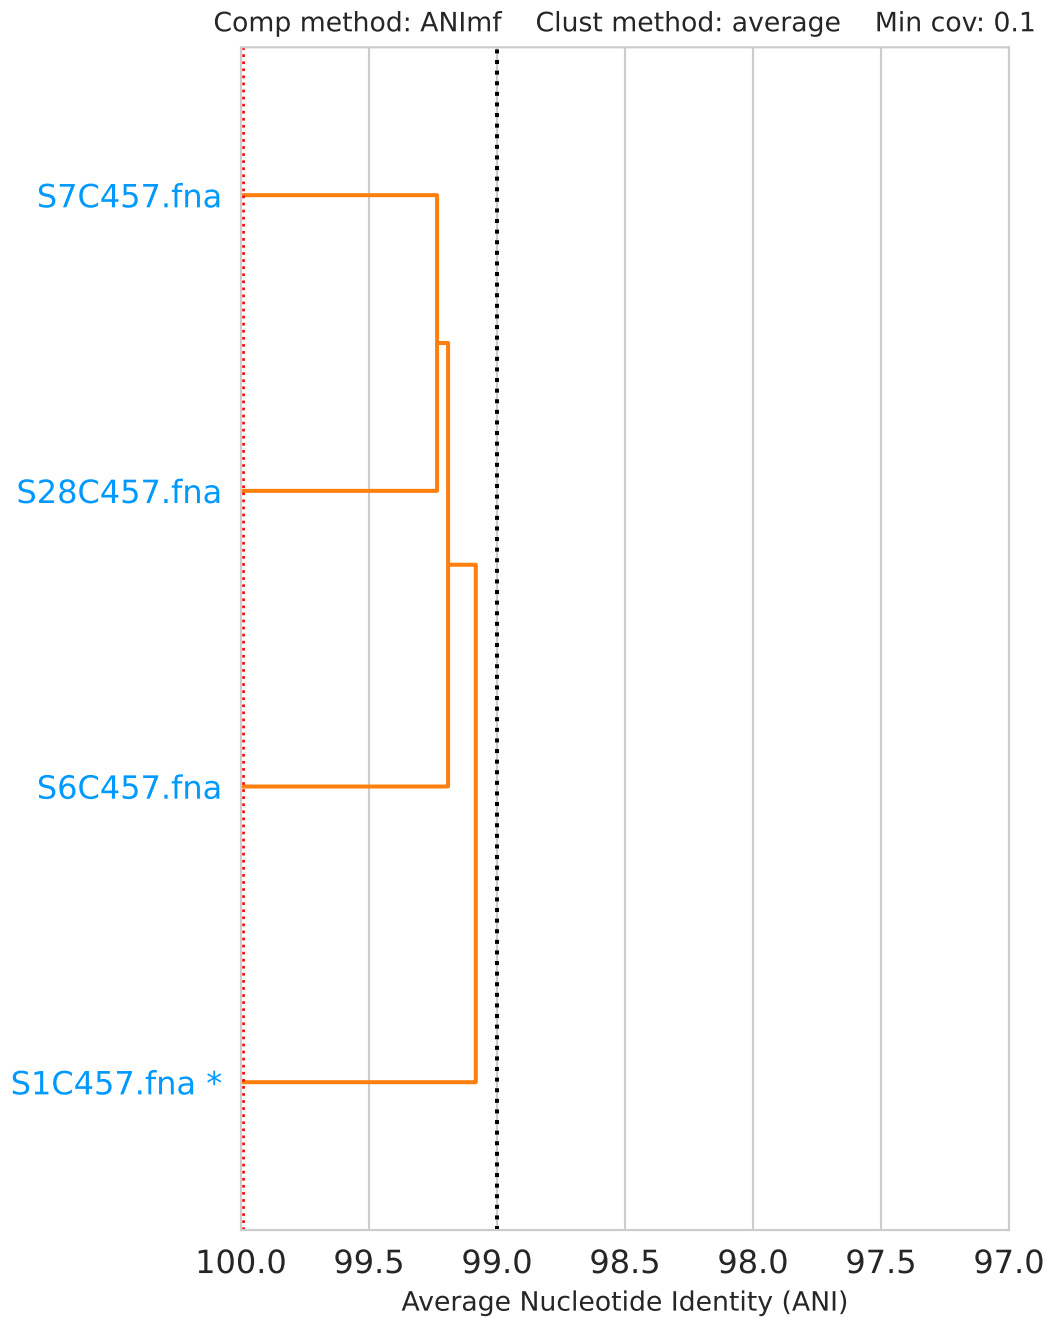 Comp method: ANImf    Clust method: average    Min cov: 0.1
S7C457.fna
S28C457.fna
S6C457.fna
S1C457.fna *
100.0 99.5 99.0 98.5 98.0 97.5 97.0
Average Nucleotide Identity (ANI)